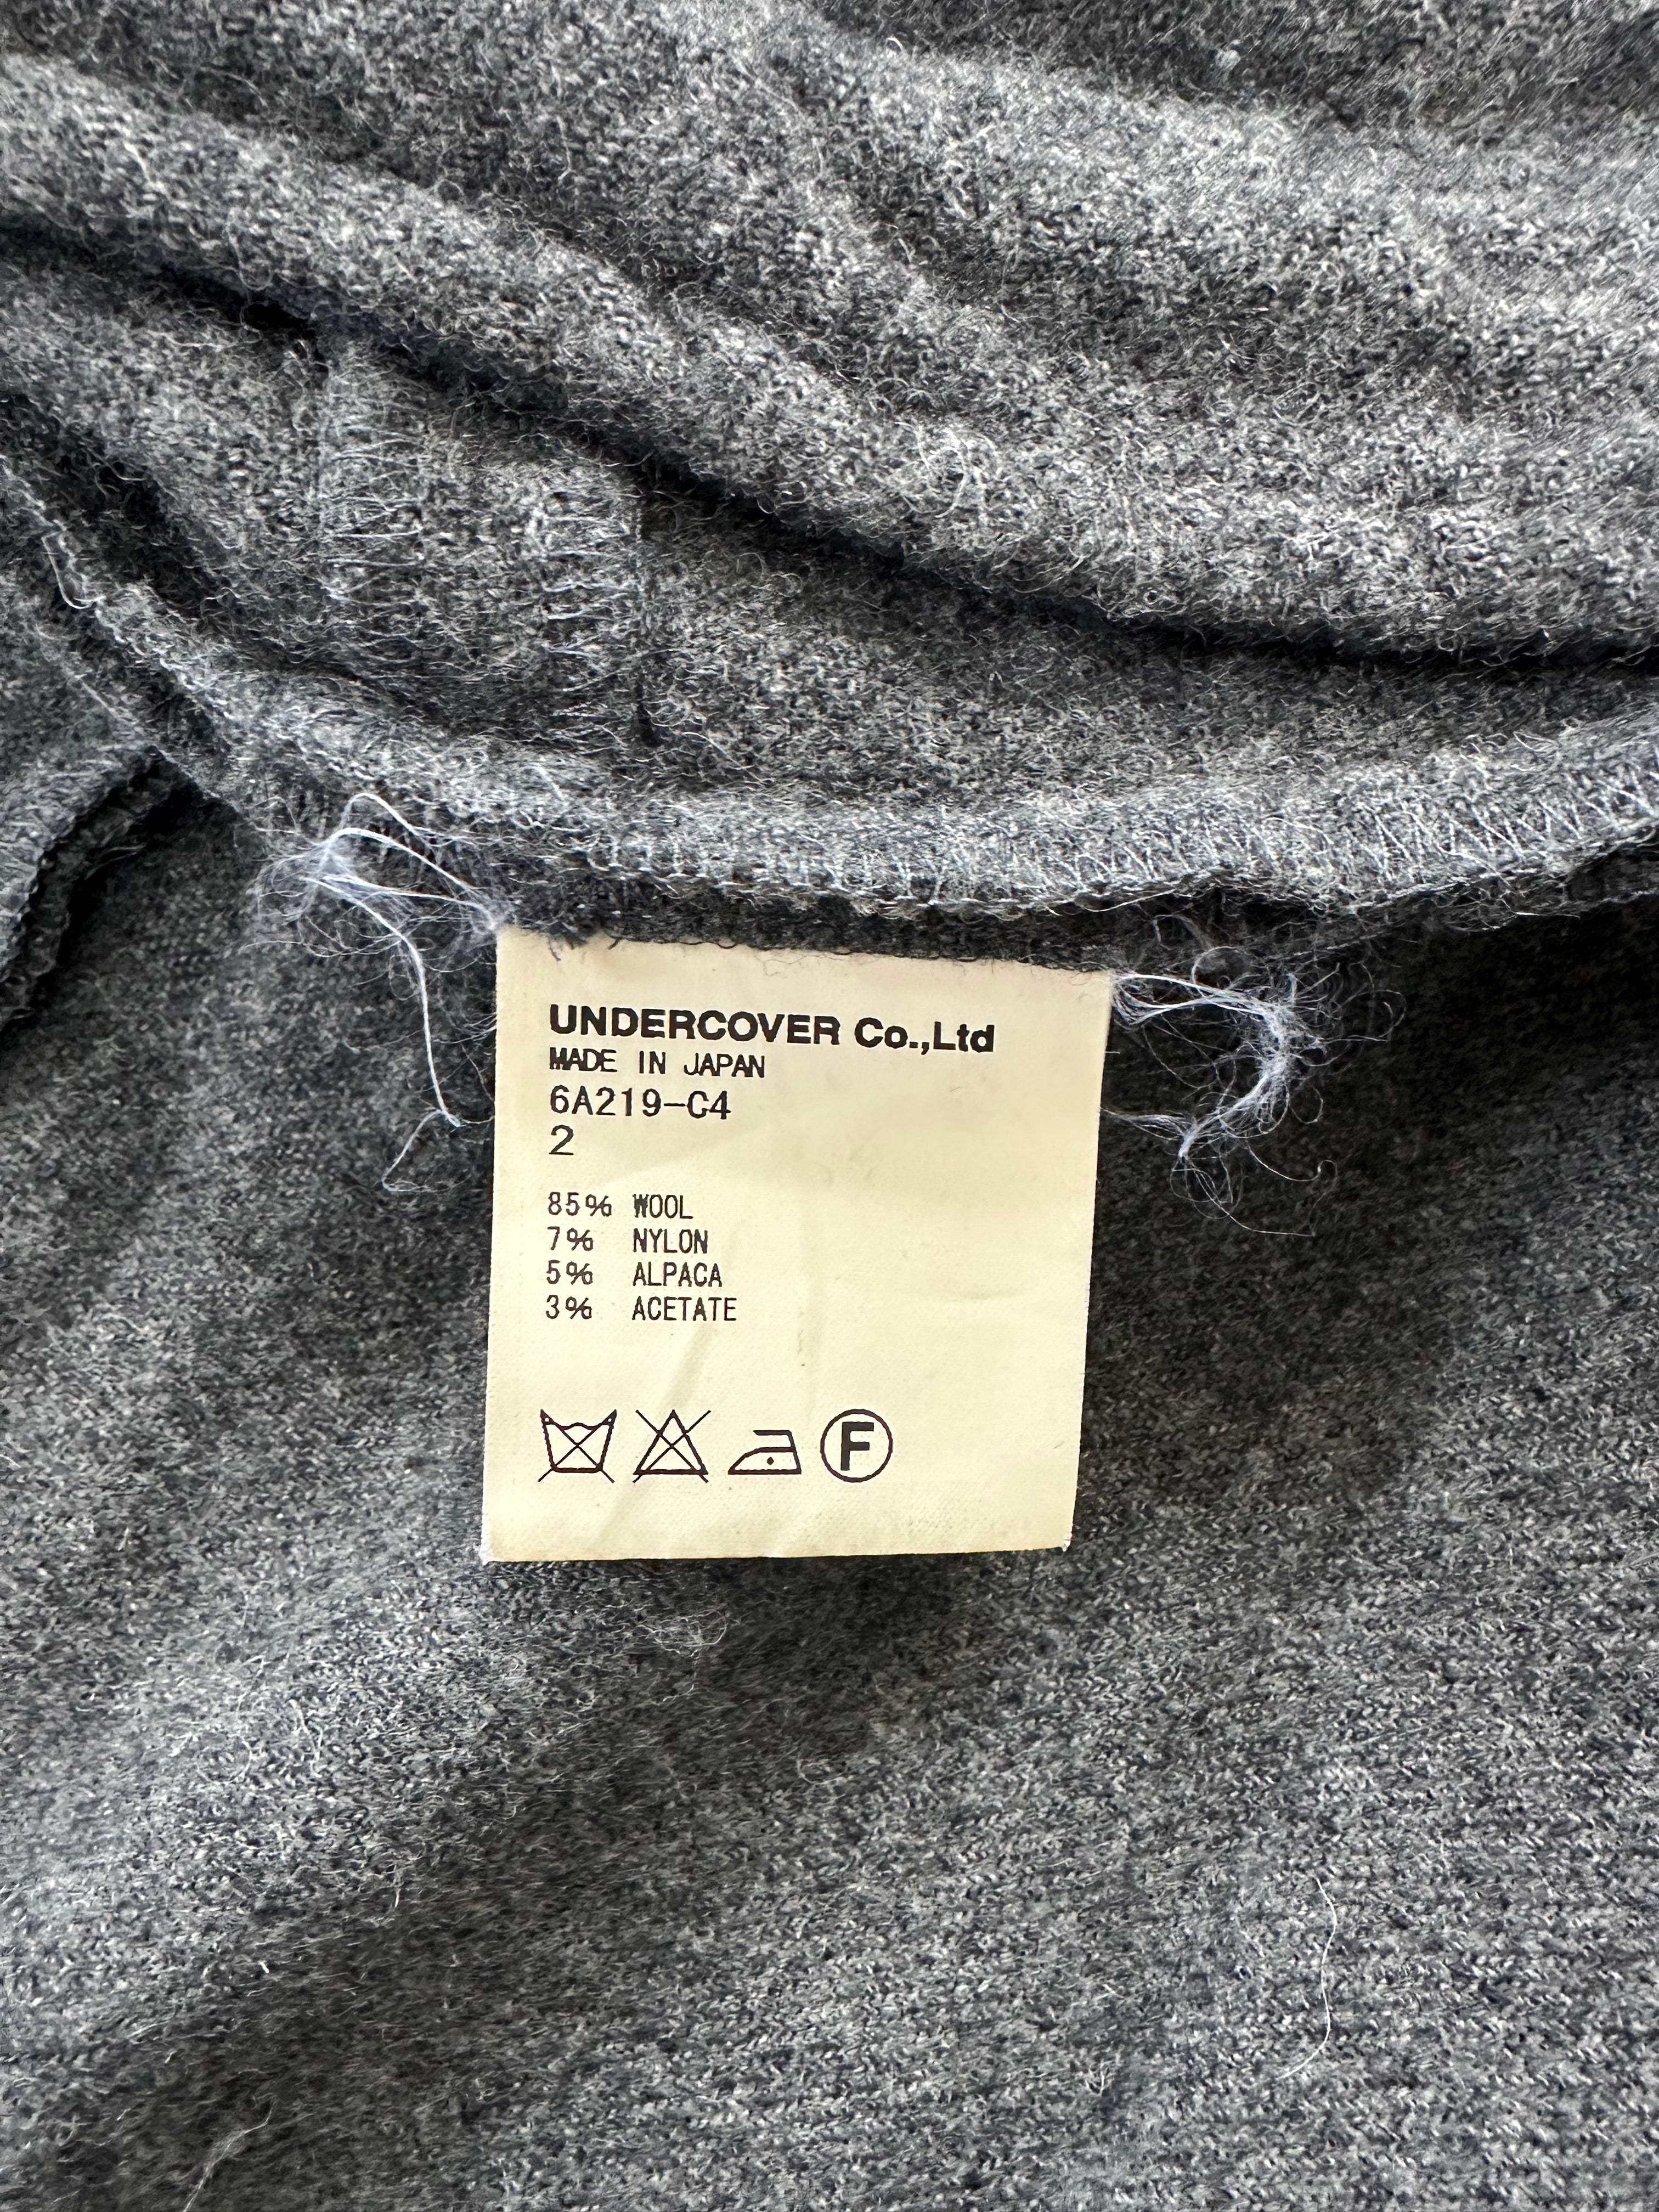 UNDERCOVER Co.,Ltd
MADE IN JAPAN
6A219-C4
2
85% WOOL
7% NYLON
5% ALPACA
3% ACETATE
F